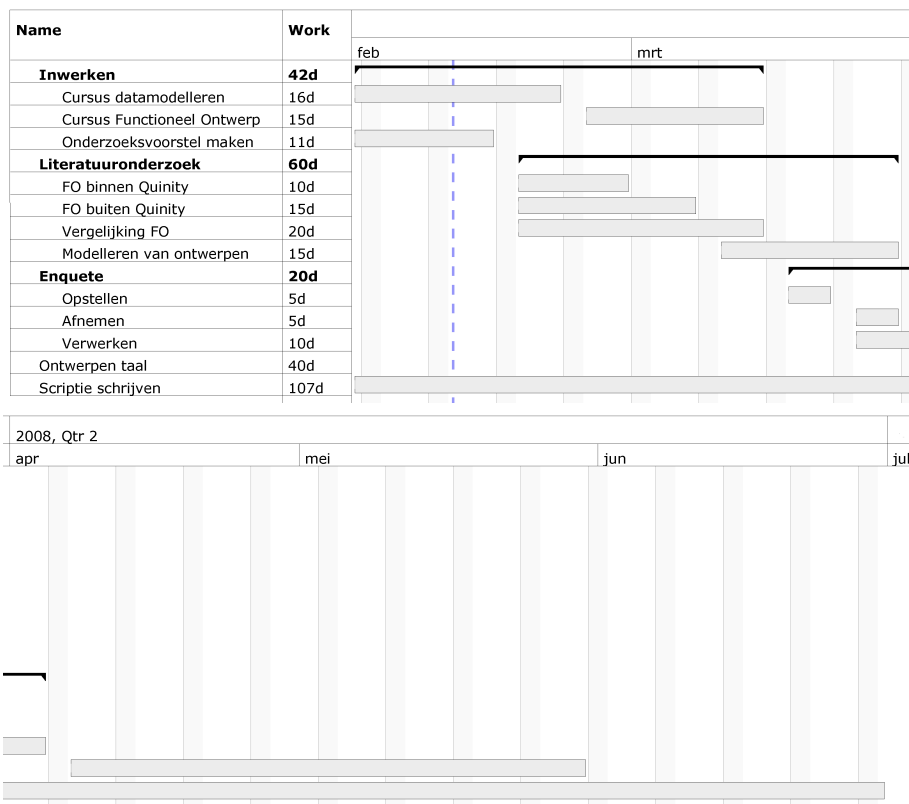 Name Work
feb mrt
Inwerken 42d
Cursus datamodelleren 16d
Cursus Functioneel Ontwerp 15d
Onderzoeksvoorstel maken 11d
Literatuuronderzoek 60d
FO binnen Quinity 10d
FO buiten Quinity 15d
Vergelijking FO 20d
Modelleren van ontwerpen 15d
Enquete 20d
Opstellen 5d
Afnemen 5d
Verwerken 10d
Ontwerpen taal 40d
Scriptie schrijven 107d
2008, Qtr 2
apr mei jun jul